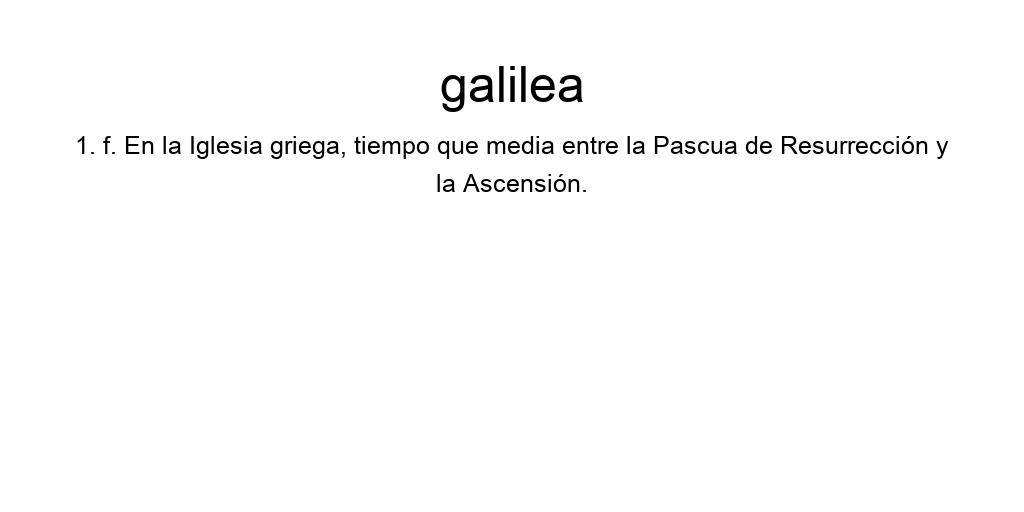 galilea
1. f. En la Iglesia griega, tiempo que media entre la Pascua de Resurrección y
la Ascensión.